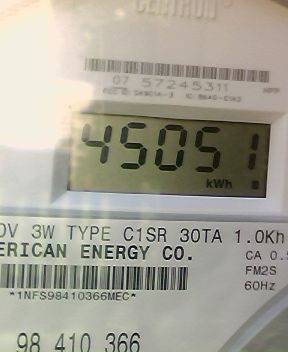 CENTRON
07 57245311
45051
kWh
0V 3W TYPE C1SR 30TA 1.0Kh
ERICAN ENERGY CO. CA 0.5
FM2S
*1NFS98410366MEC* 60Hz
98 410 366